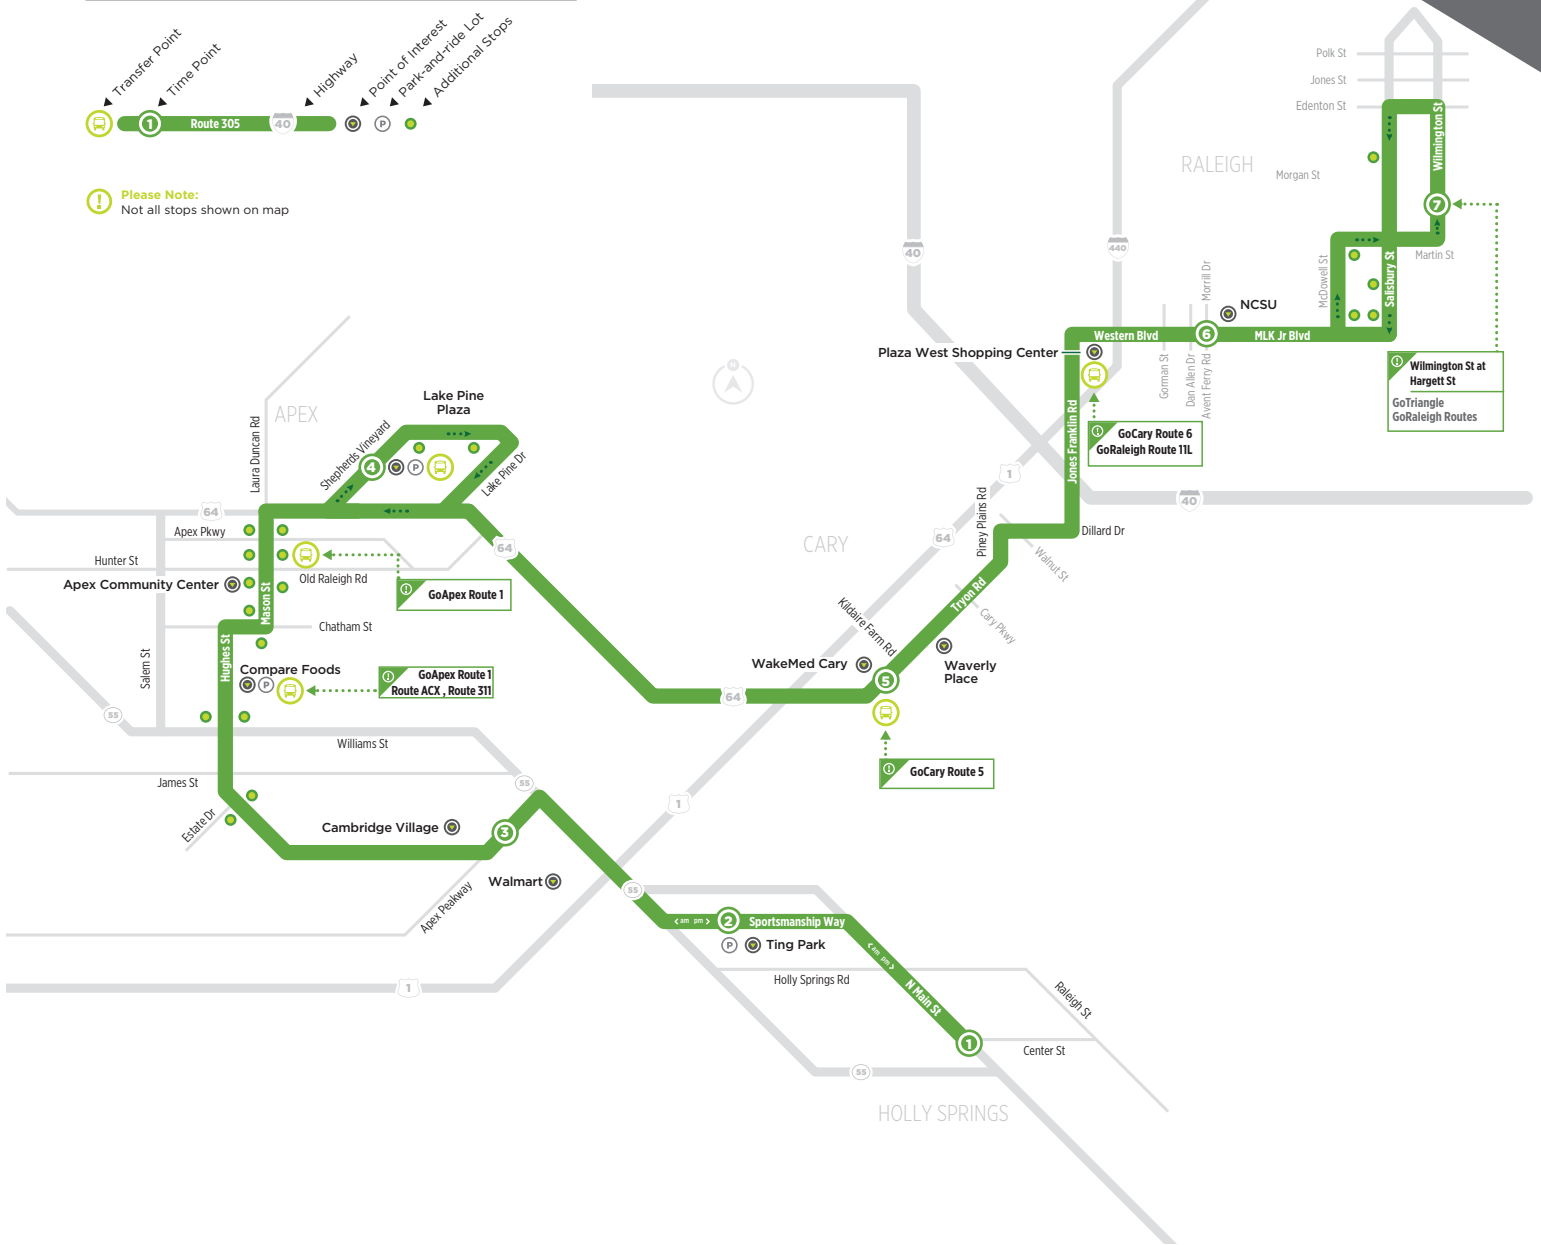 Transfer Point
Time Point
Highway
Point of Interest
Park-and-ride Lot
Additional Stops
1
Route 305
40
P
Please Note:
Not all stops shown on map
Polk St
Jones St
Edenton St
RALEIGH
Morgan St
Wilmington St
7
40
440
McDowell St
Salisbury St
Martin St
Morrill Dr
NCSU
Western Blvd
6
MLK Jr Blvd
Plaza West Shopping Center
Gorman St
Dan Allen Dr
Avent Ferry Rd
Wilmington St at
Hargett St
GoTriangle
GoRaleigh Routes
N
Lake Pine
Plaza
APEX
Laura Duncan Rd
Shepherds Vineyard
4
P
Lake Pine Dr
Jones Franklin Rd
GoCary Route 6
GoRaleigh Route 11L
1
40
64
Apex Pkwy
64
CARY
64
Piney Plains Rd
Dillard Dr
Walnut St
Hunter St
Old Raleigh Rd
Apex Community Center
Mason St
GoApex Route 1
Tryon Rd
Kildaire Farm Rd
Cary Pkwy
Chatham St
Hughes St
Salem St
Compare Foods
P
GoApex Route 1
Route ACX , Route 311
WakeMed Cary
Waverly
Place
5
64
55
Williams St
GoCary Route 5
James St
55
Estate Dr
1
Cambridge Village
3
Walmart
55
Apex Peakway
< am pm >
2
Sportsmanship Way
P
Ting Park
< am pm >
Holly Springs Rd
1
N Main St
Raleigh St
1
Center St
55
HOLLY SPRINGS